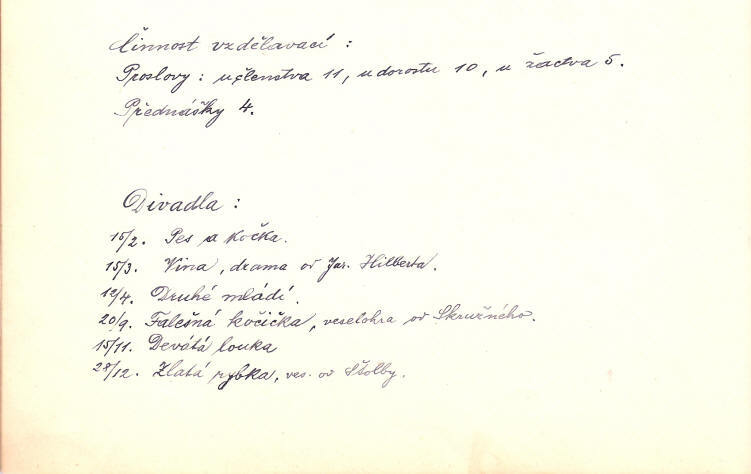 Činnost vzdělavací :
Proslovy : u členstva 11, u dorostu 10, u žactva 5.
Přednášky 4.
Divadla :
15/2. Pes a kočka.
15/3. Vina, drama od Jar. Hilberta.
12/4. Druhé mládí.
20/9. Falešná kočička, veselohra od Skružného.
15/11. Devátá louka
28/12. Zlatá rybka, ves. od Štolby.